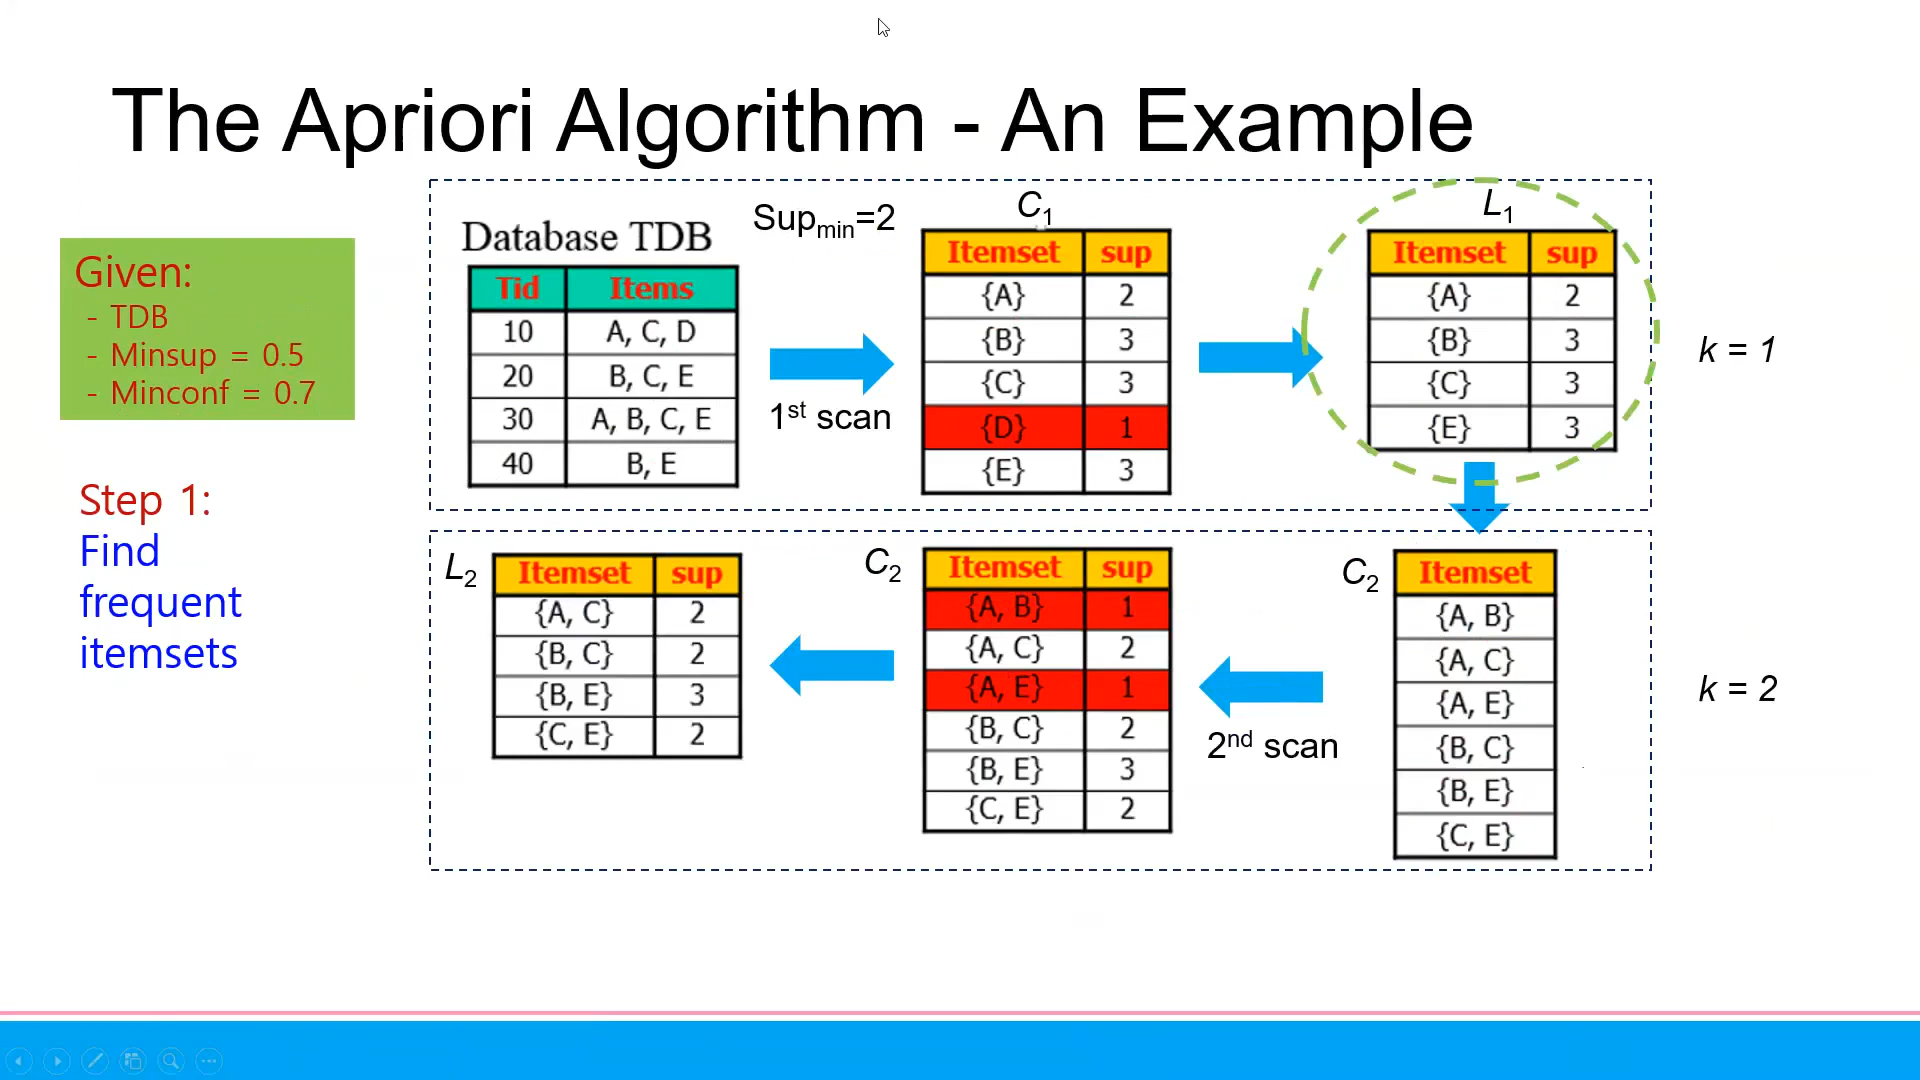 The Apriori Algorithm - An Example
Given:
- TDB
- Minsup = 0.5
- Minconf = 0.7
Step 1:
Find
frequent
itemsets
Database TDB
Tid Items
10 A, C, D
20 B, C, E
30 A, B, C, E
40 B, E
Supmin=2
1st scan
C1
Itemset sup
{A} 2
{B} 3
{C} 3
{D} 1
{E} 3
L1
Itemset sup
{A} 2
{B} 3
{C} 3
{E} 3
k = 1
C2
Itemset
{A, B}
{A, C}
{A, E}
{B, C}
{B, E}
{C, E}
2nd scan
C2
Itemset sup
{A, B} 1
{A, C} 2
{A, E} 1
{B, C} 2
{B, E} 3
{C, E} 2
L2
Itemset sup
{A, C} 2
{B, C} 2
{B, E} 3
{C, E} 2
k = 2